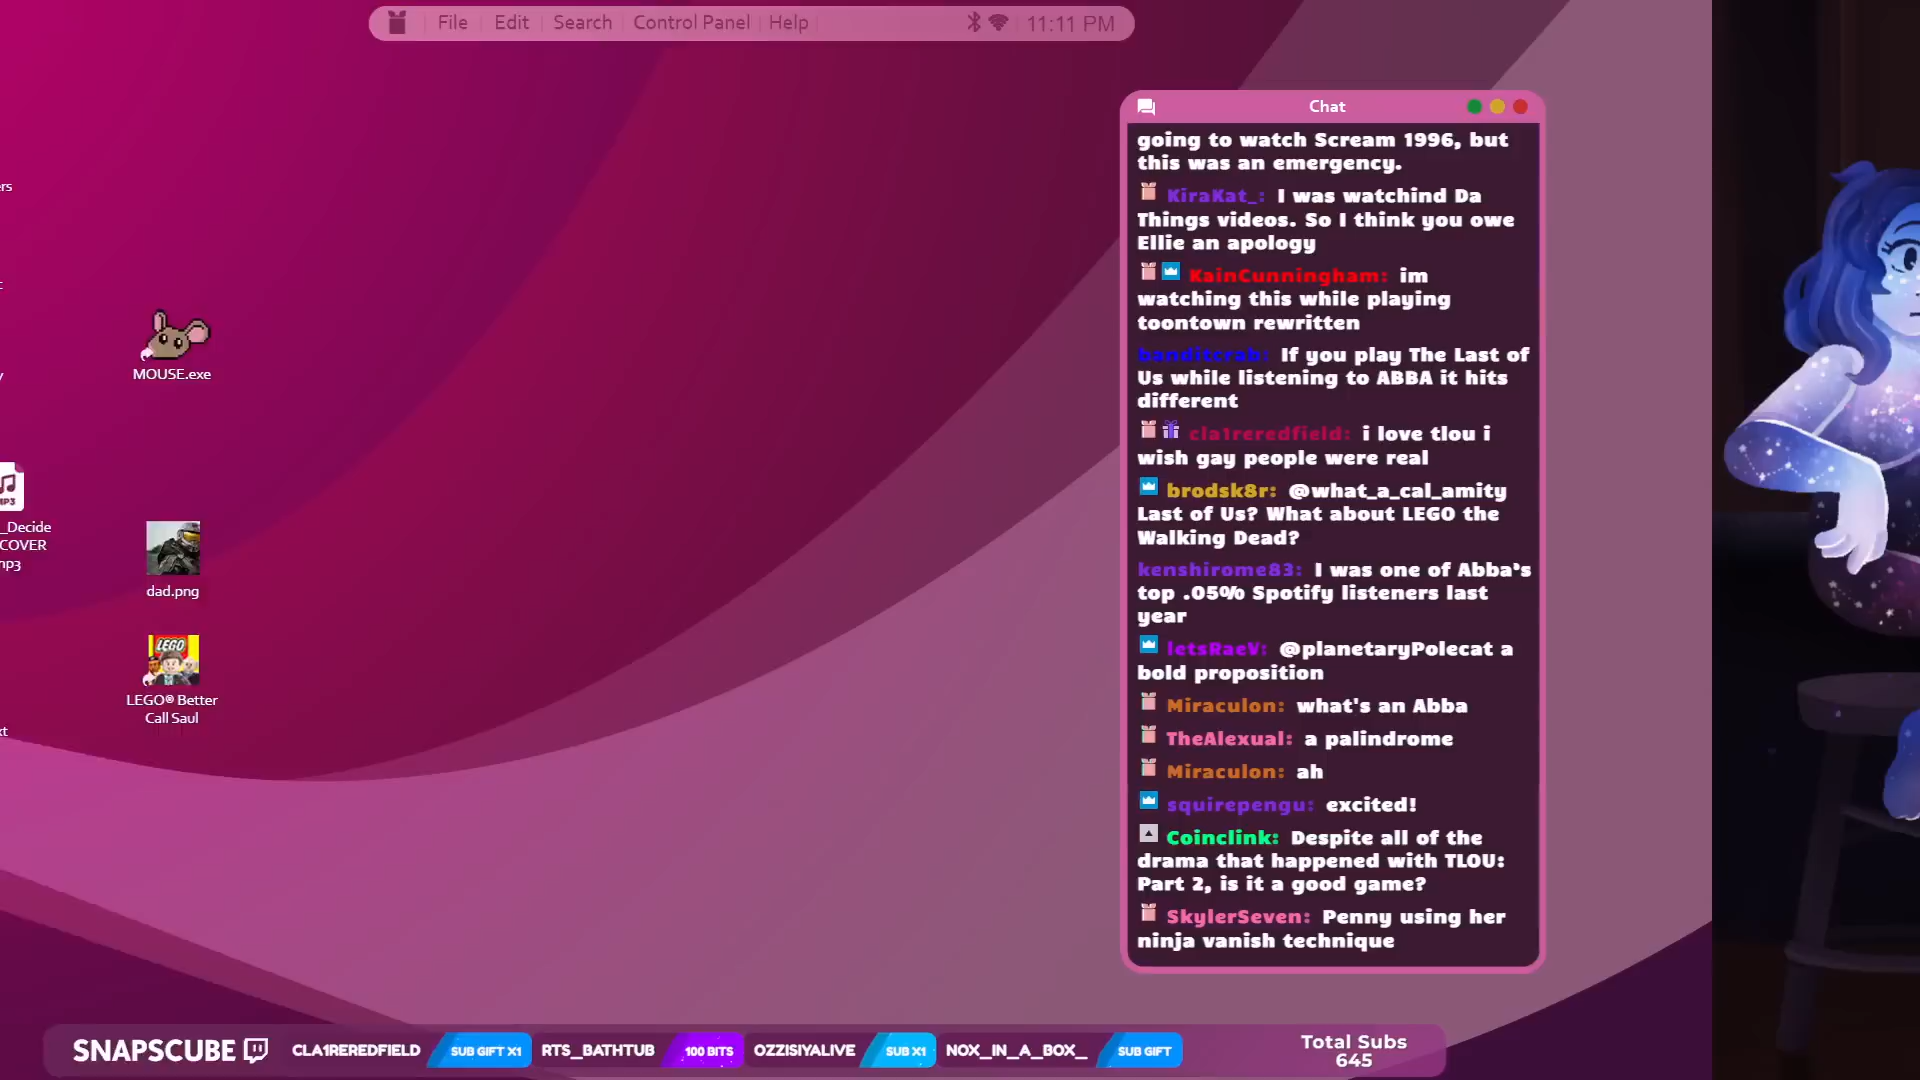 File Edit Search Control Panel Help 11:11 PM
Chat
going to watch Scream 1996, but
this was an emergency.
KiraKat_: I was watchind Da
Things videos. So I think you owe
Ellie an apology
KainCunningham: im
watching this while playing
toontown rewritten
banditcrab: If you play The Last of
Us while listening to ABBA it hits
different
cla1reredfield: i love tlou i
wish gay people were real
brodsk8r: @what_a_cal_amity
Last of Us? What about LEGO the
Walking Dead?
kenshirome83: I was one of Abba's
top .05% Spotify listeners last
year
letsRaeV: @planetaryPolecat a
bold proposition
Miraculon: what's an Abba
TheAlexual: a palindrome
Miraculon: ah
squirepengu: excited!
Coinclink: Despite all of the
drama that happened with TLOU:
Part 2, is it a good game?
SkylerSeven: Penny using her
ninja vanish technique
ers
MOUSE.exe
MP3
_Decide
COVER
mp3
dad.png
LEGO
LEGO® Better
Call Saul
xt
SNAPSCUBE CLA1REREDFIELD SUB GIFT X1 RTS_BATHTUB 100 BITS OZZISIYALIVE SUB X1 NOX_IN_A_BOX_ SUB GIFT
Total Subs
645